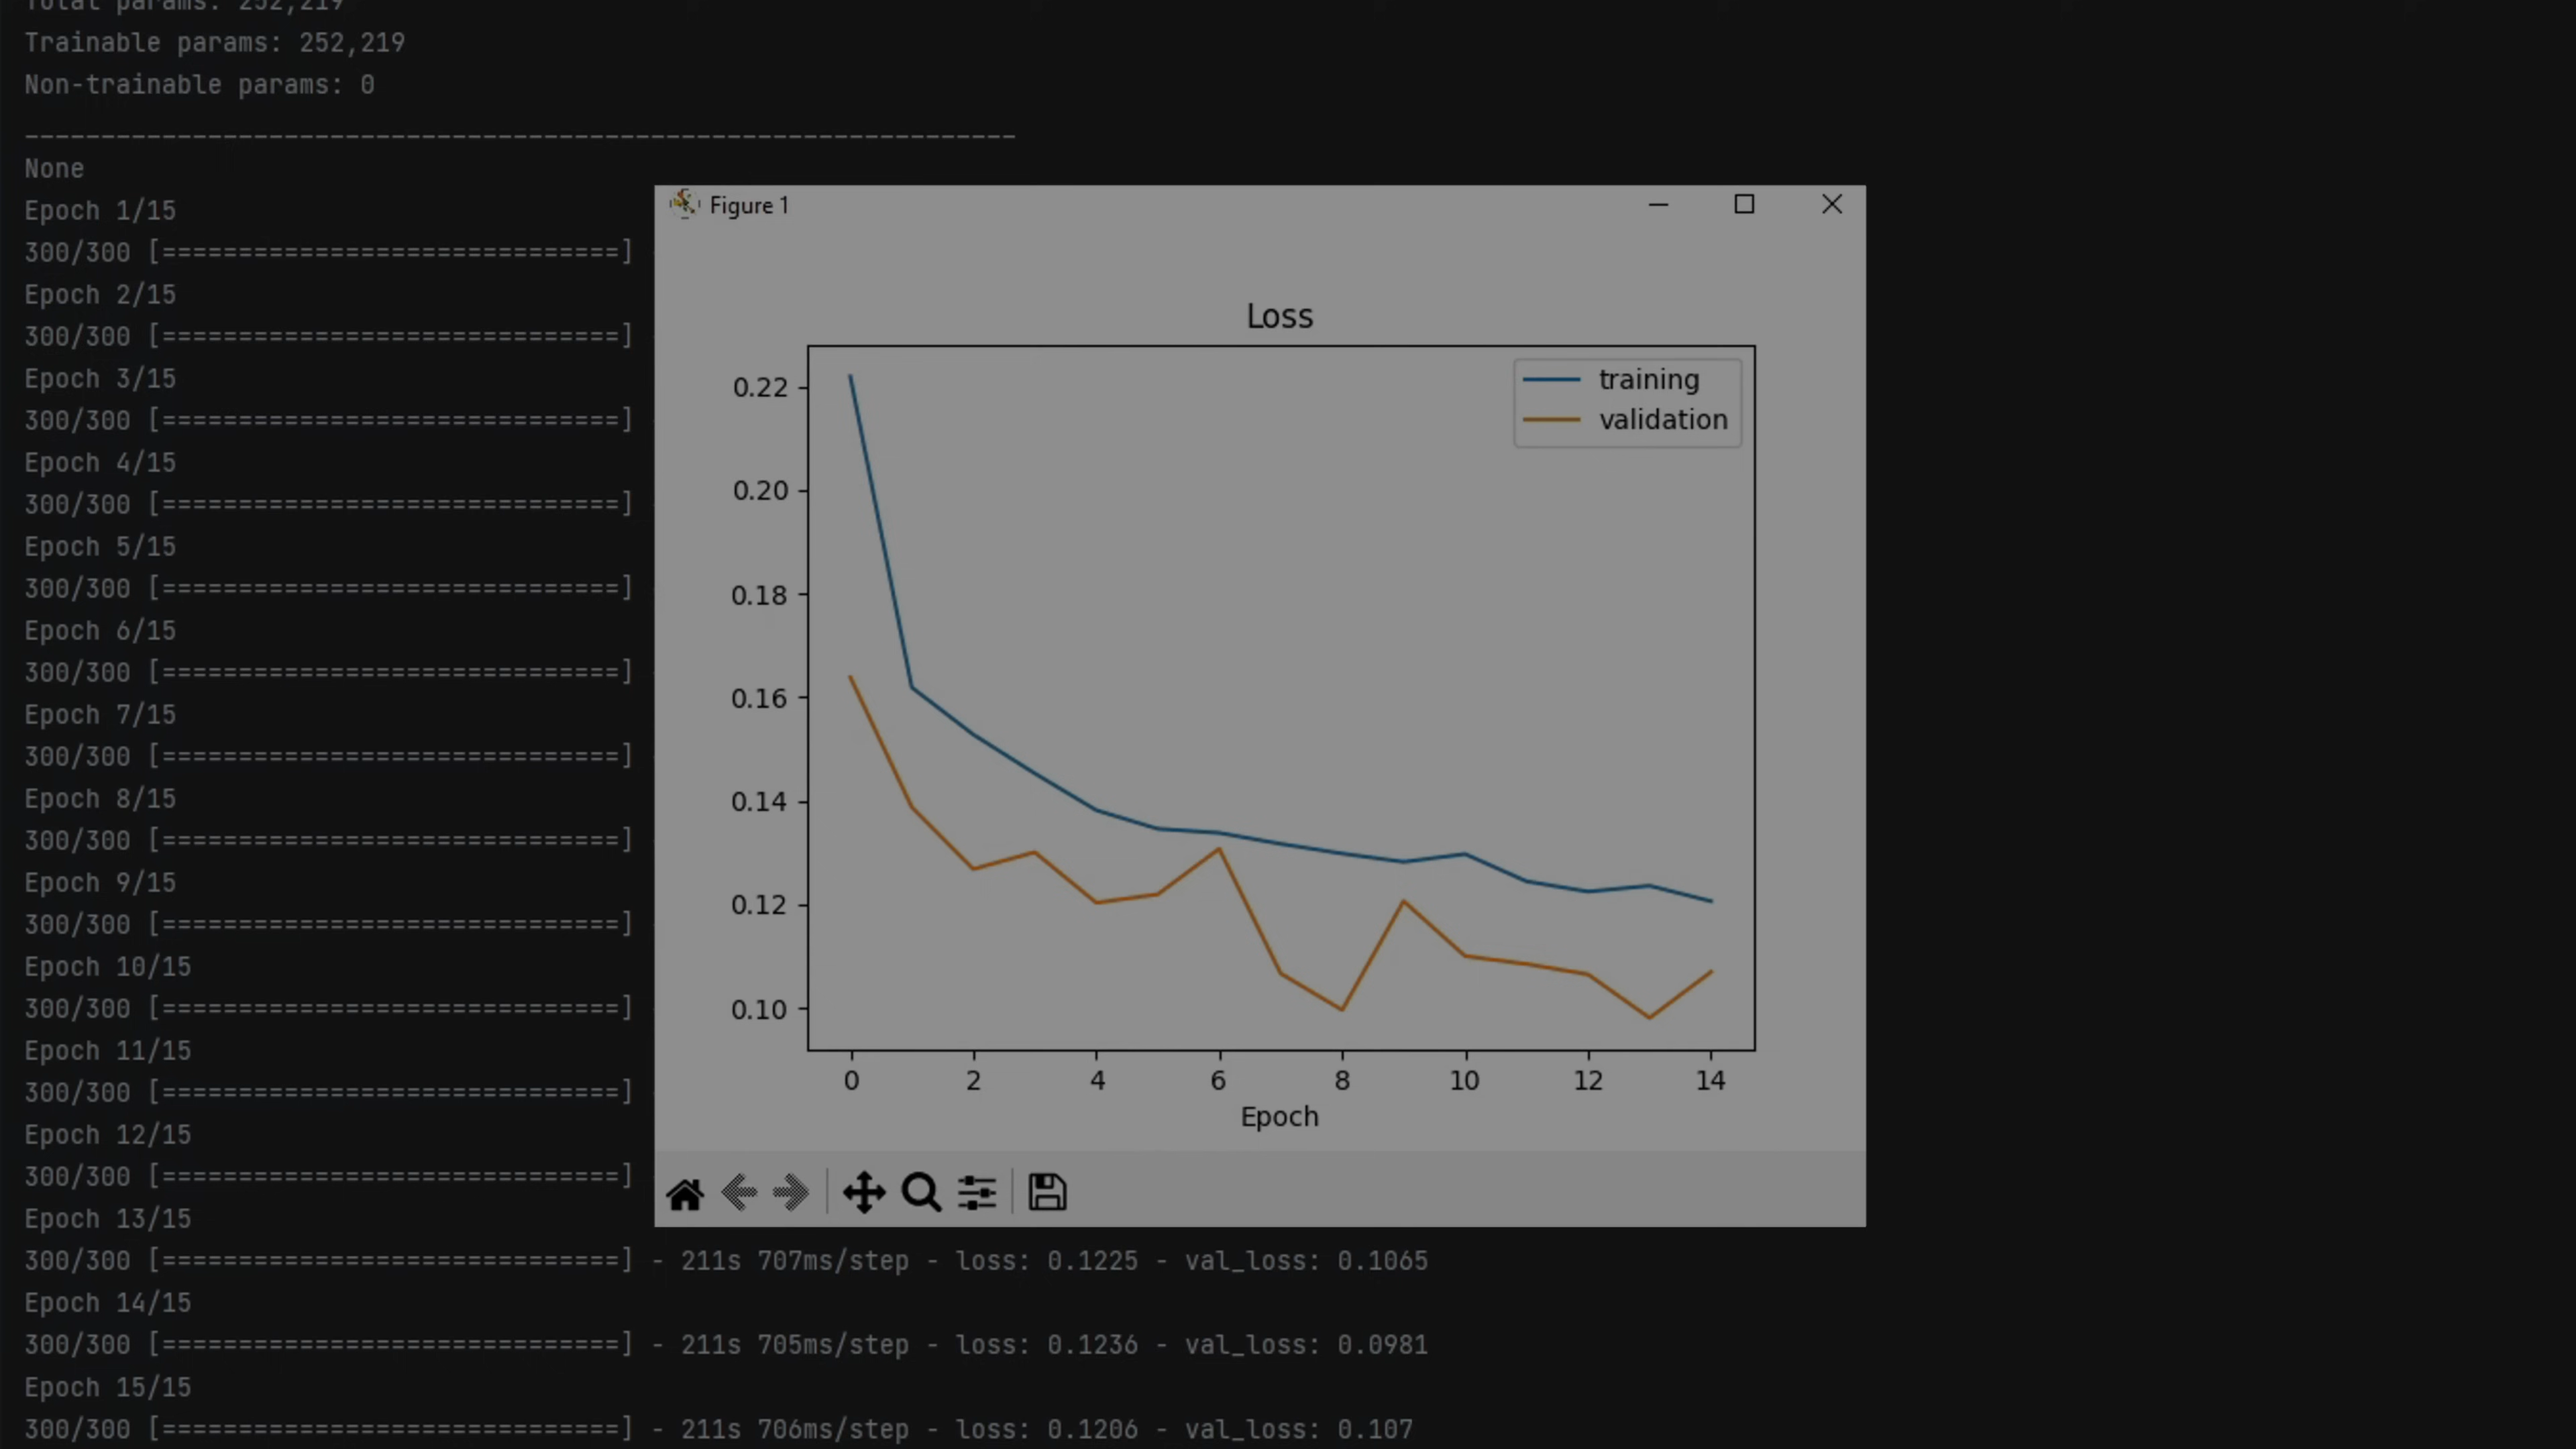 Total params: 252,219
Trainable params: 252,219
Non-trainable params: 0
_________________________________________________________________
None
Epoch 1/15
300/300 [==============================]
Epoch 2/15
300/300 [==============================]
Epoch 3/15
300/300 [==============================]
Epoch 4/15
300/300 [==============================]
Epoch 5/15
300/300 [==============================]
Epoch 6/15
300/300 [==============================]
Epoch 7/15
300/300 [==============================]
Epoch 8/15
300/300 [==============================]
Epoch 9/15
300/300 [==============================]
Epoch 10/15
300/300 [==============================]
Epoch 11/15
300/300 [==============================]
Epoch 12/15
300/300 [==============================]
Epoch 13/15
300/300 [==============================] - 211s 707ms/step - loss: 0.1225 - val_loss: 0.1065
Epoch 14/15
300/300 [==============================] - 211s 705ms/step - loss: 0.1236 - val_loss: 0.0981
Epoch 15/15
300/300 [==============================] - 211s 706ms/step - loss: 0.1206 - val_loss: 0.107
Figure 1
Loss
training
validation
0.22
0.20
0.18
0.16
0.14
0.12
0.10
0 2 4 6 8 10 12 14
Epoch